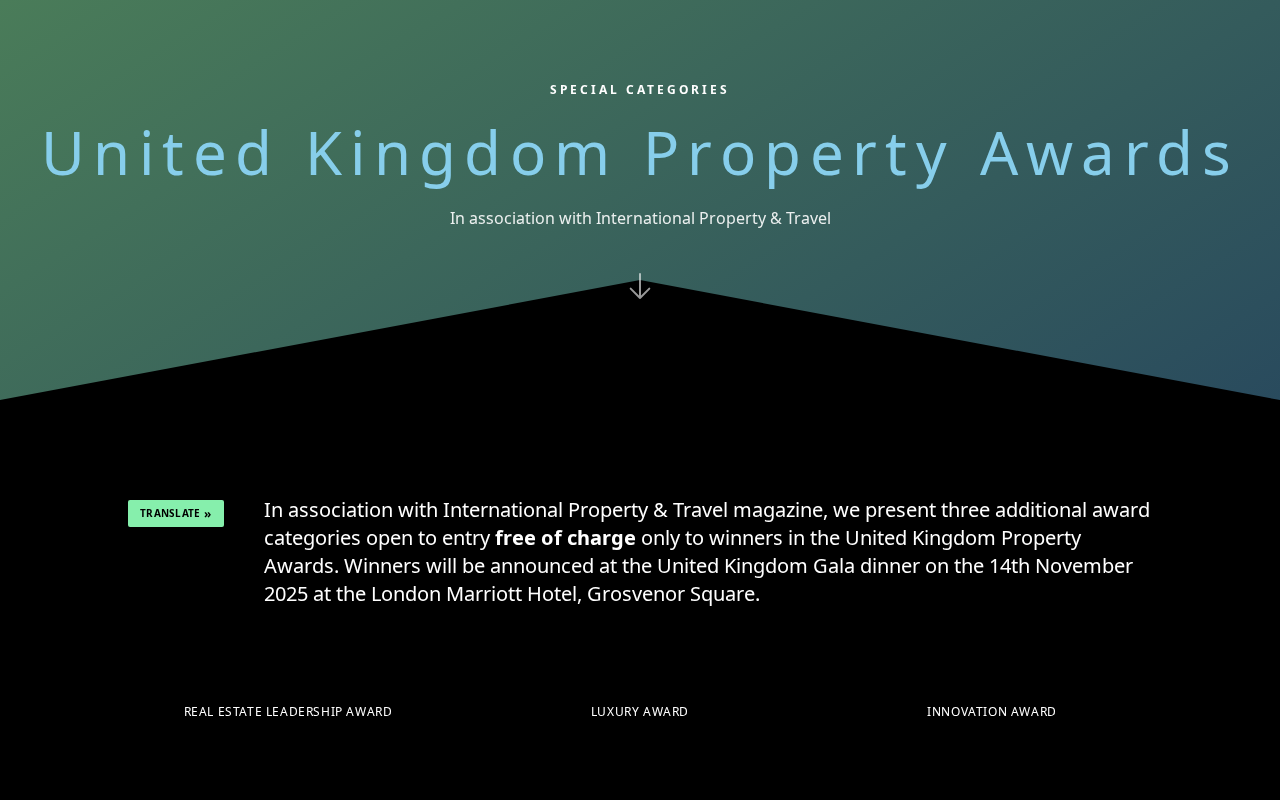 SPECIAL CATEGORIES
United Kingdom Property Awards
In association with International Property & Travel
TRANSLATE »
In association with International Property & Travel magazine, we present three additional award
categories open to entry free of charge only to winners in the United Kingdom Property
Awards. Winners will be announced at the United Kingdom Gala dinner on the 14th November
2025 at the London Marriott Hotel, Grosvenor Square.
REAL ESTATE LEADERSHIP AWARD
LUXURY AWARD
INNOVATION AWARD